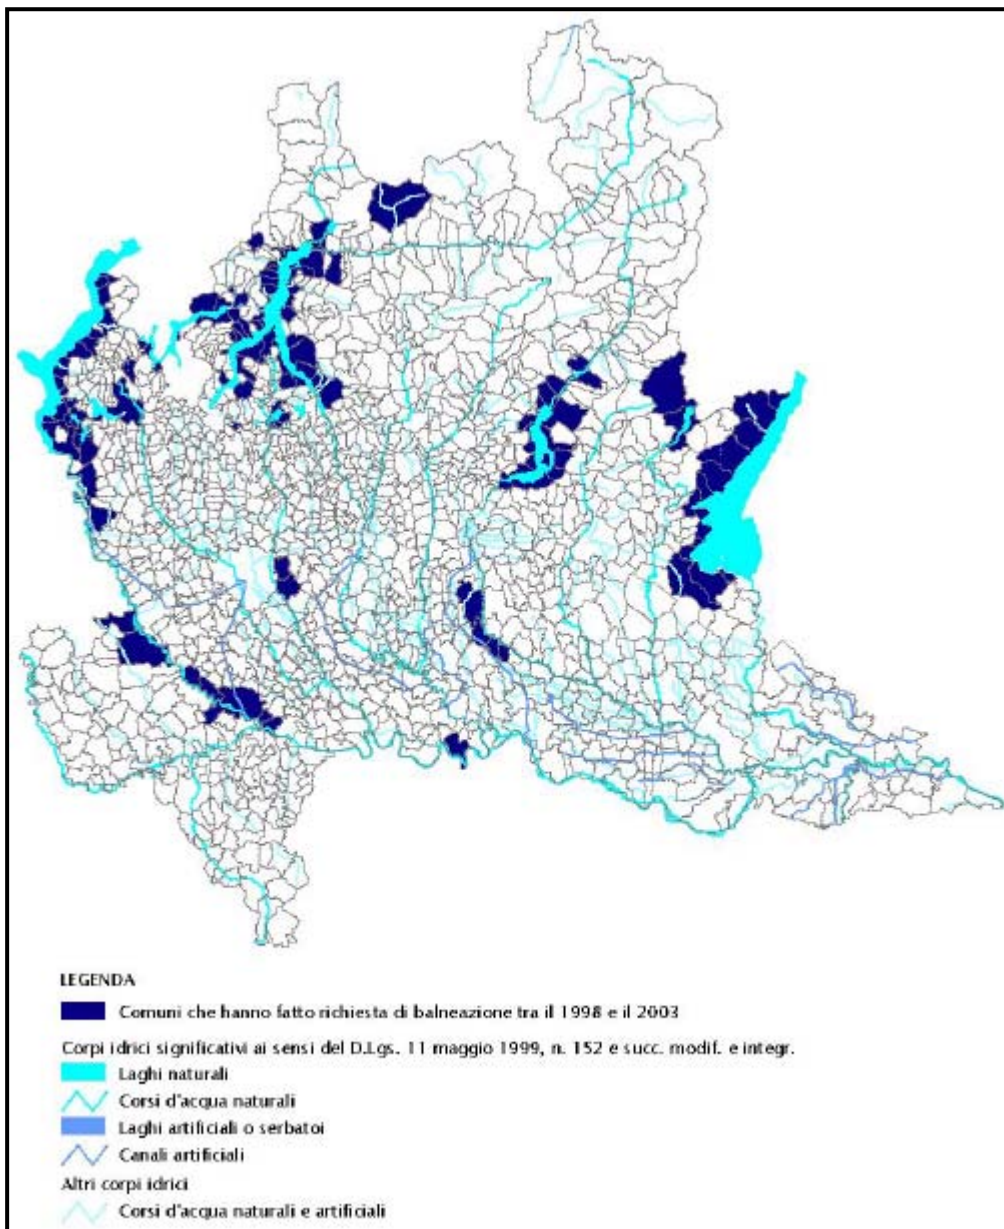 LEGENDA
Comuni che hanno fatto richiesta di balneazione tra il 1998 e il 2003
Corpi idrici significativi ai sensi del D.Lgs. 11 maggio 1999, n. 152 e succ. modif. e integr.
Laghi naturali
Corsi d'acqua naturali
Laghi artificiali o serbatoi
Canali artificiali
Altri corpi idrici
Corsi d'acqua naturali e artificiali